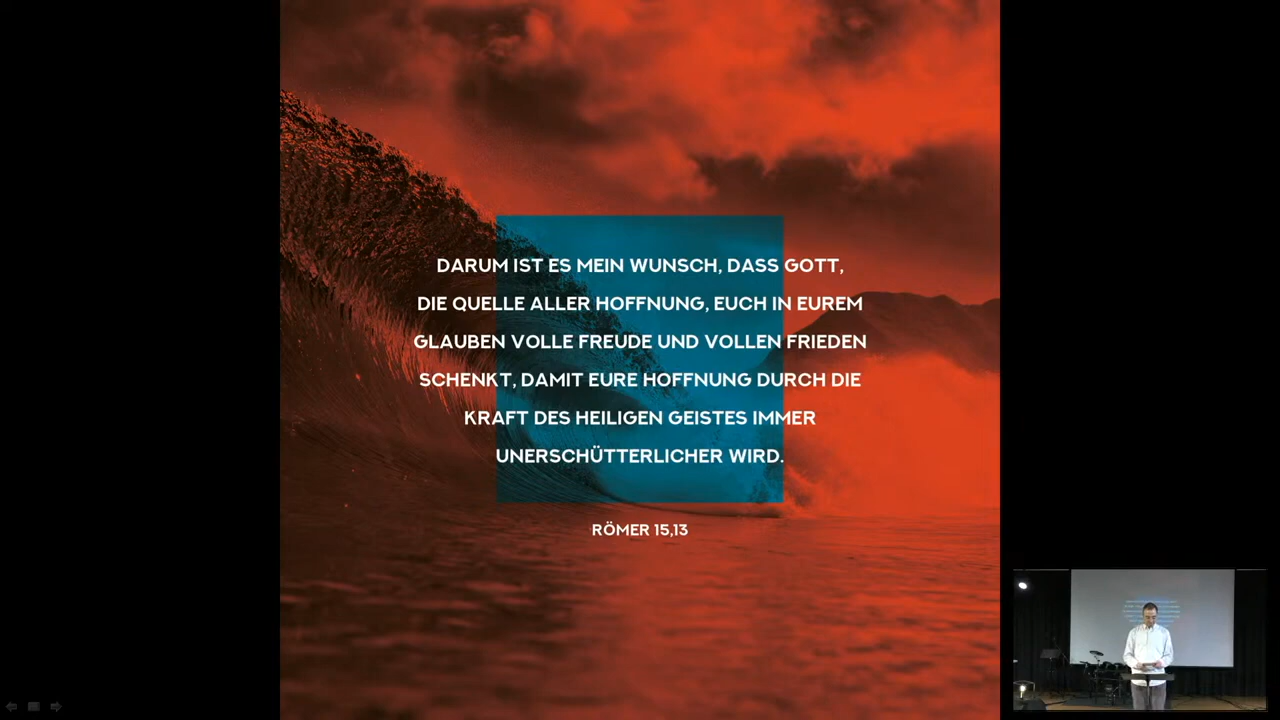 DARUM IST ES MEIN WUNSCH, DASS GOTT,
DIE QUELLE ALLER HOFFNUNG, EUCH IN EUREM
GLAUBEN VOLLE FREUDE UND VOLLEN FRIEDEN
SCHENKT, DAMIT EURE HOFFNUNG DURCH DIE
KRAFT DES HEILIGEN GEISTES IMMER
UNERSCHÜTTERLICHER WIRD.
RÖMER 15,13